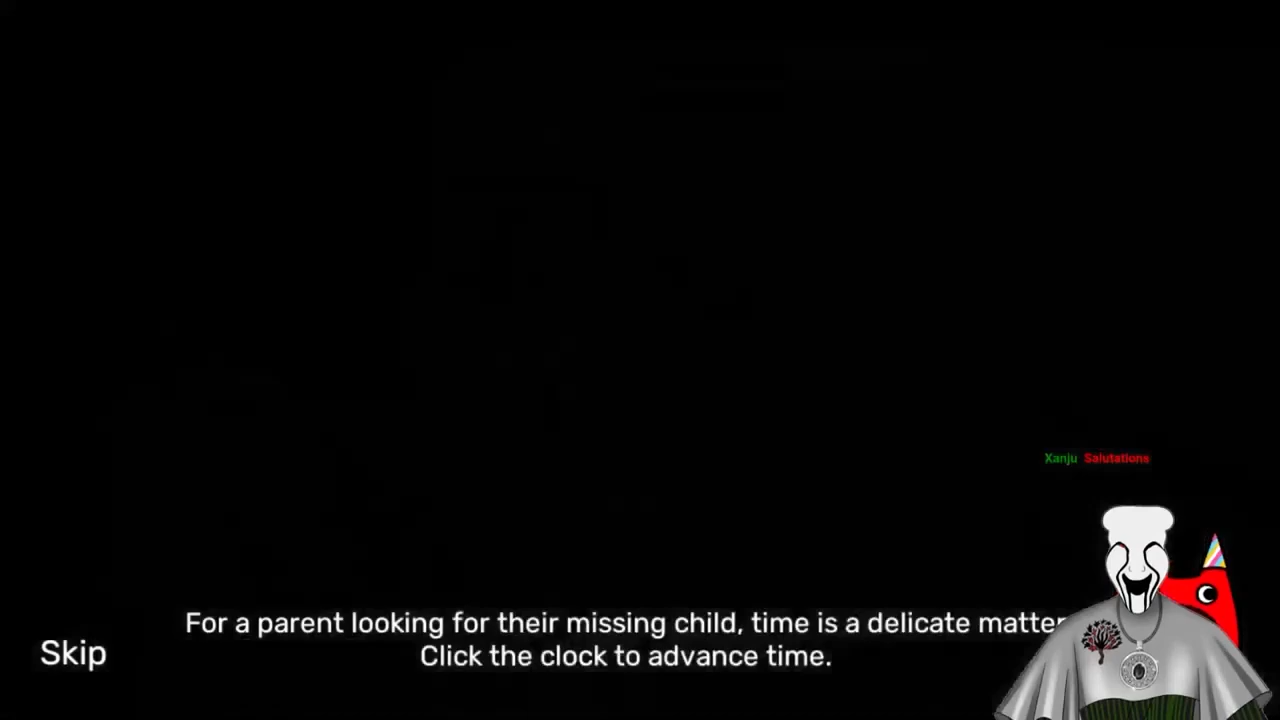 Xanju Salutations
For a parent looking for their missing child, time is a delicate matter
Click the clock to advance time.
Skip